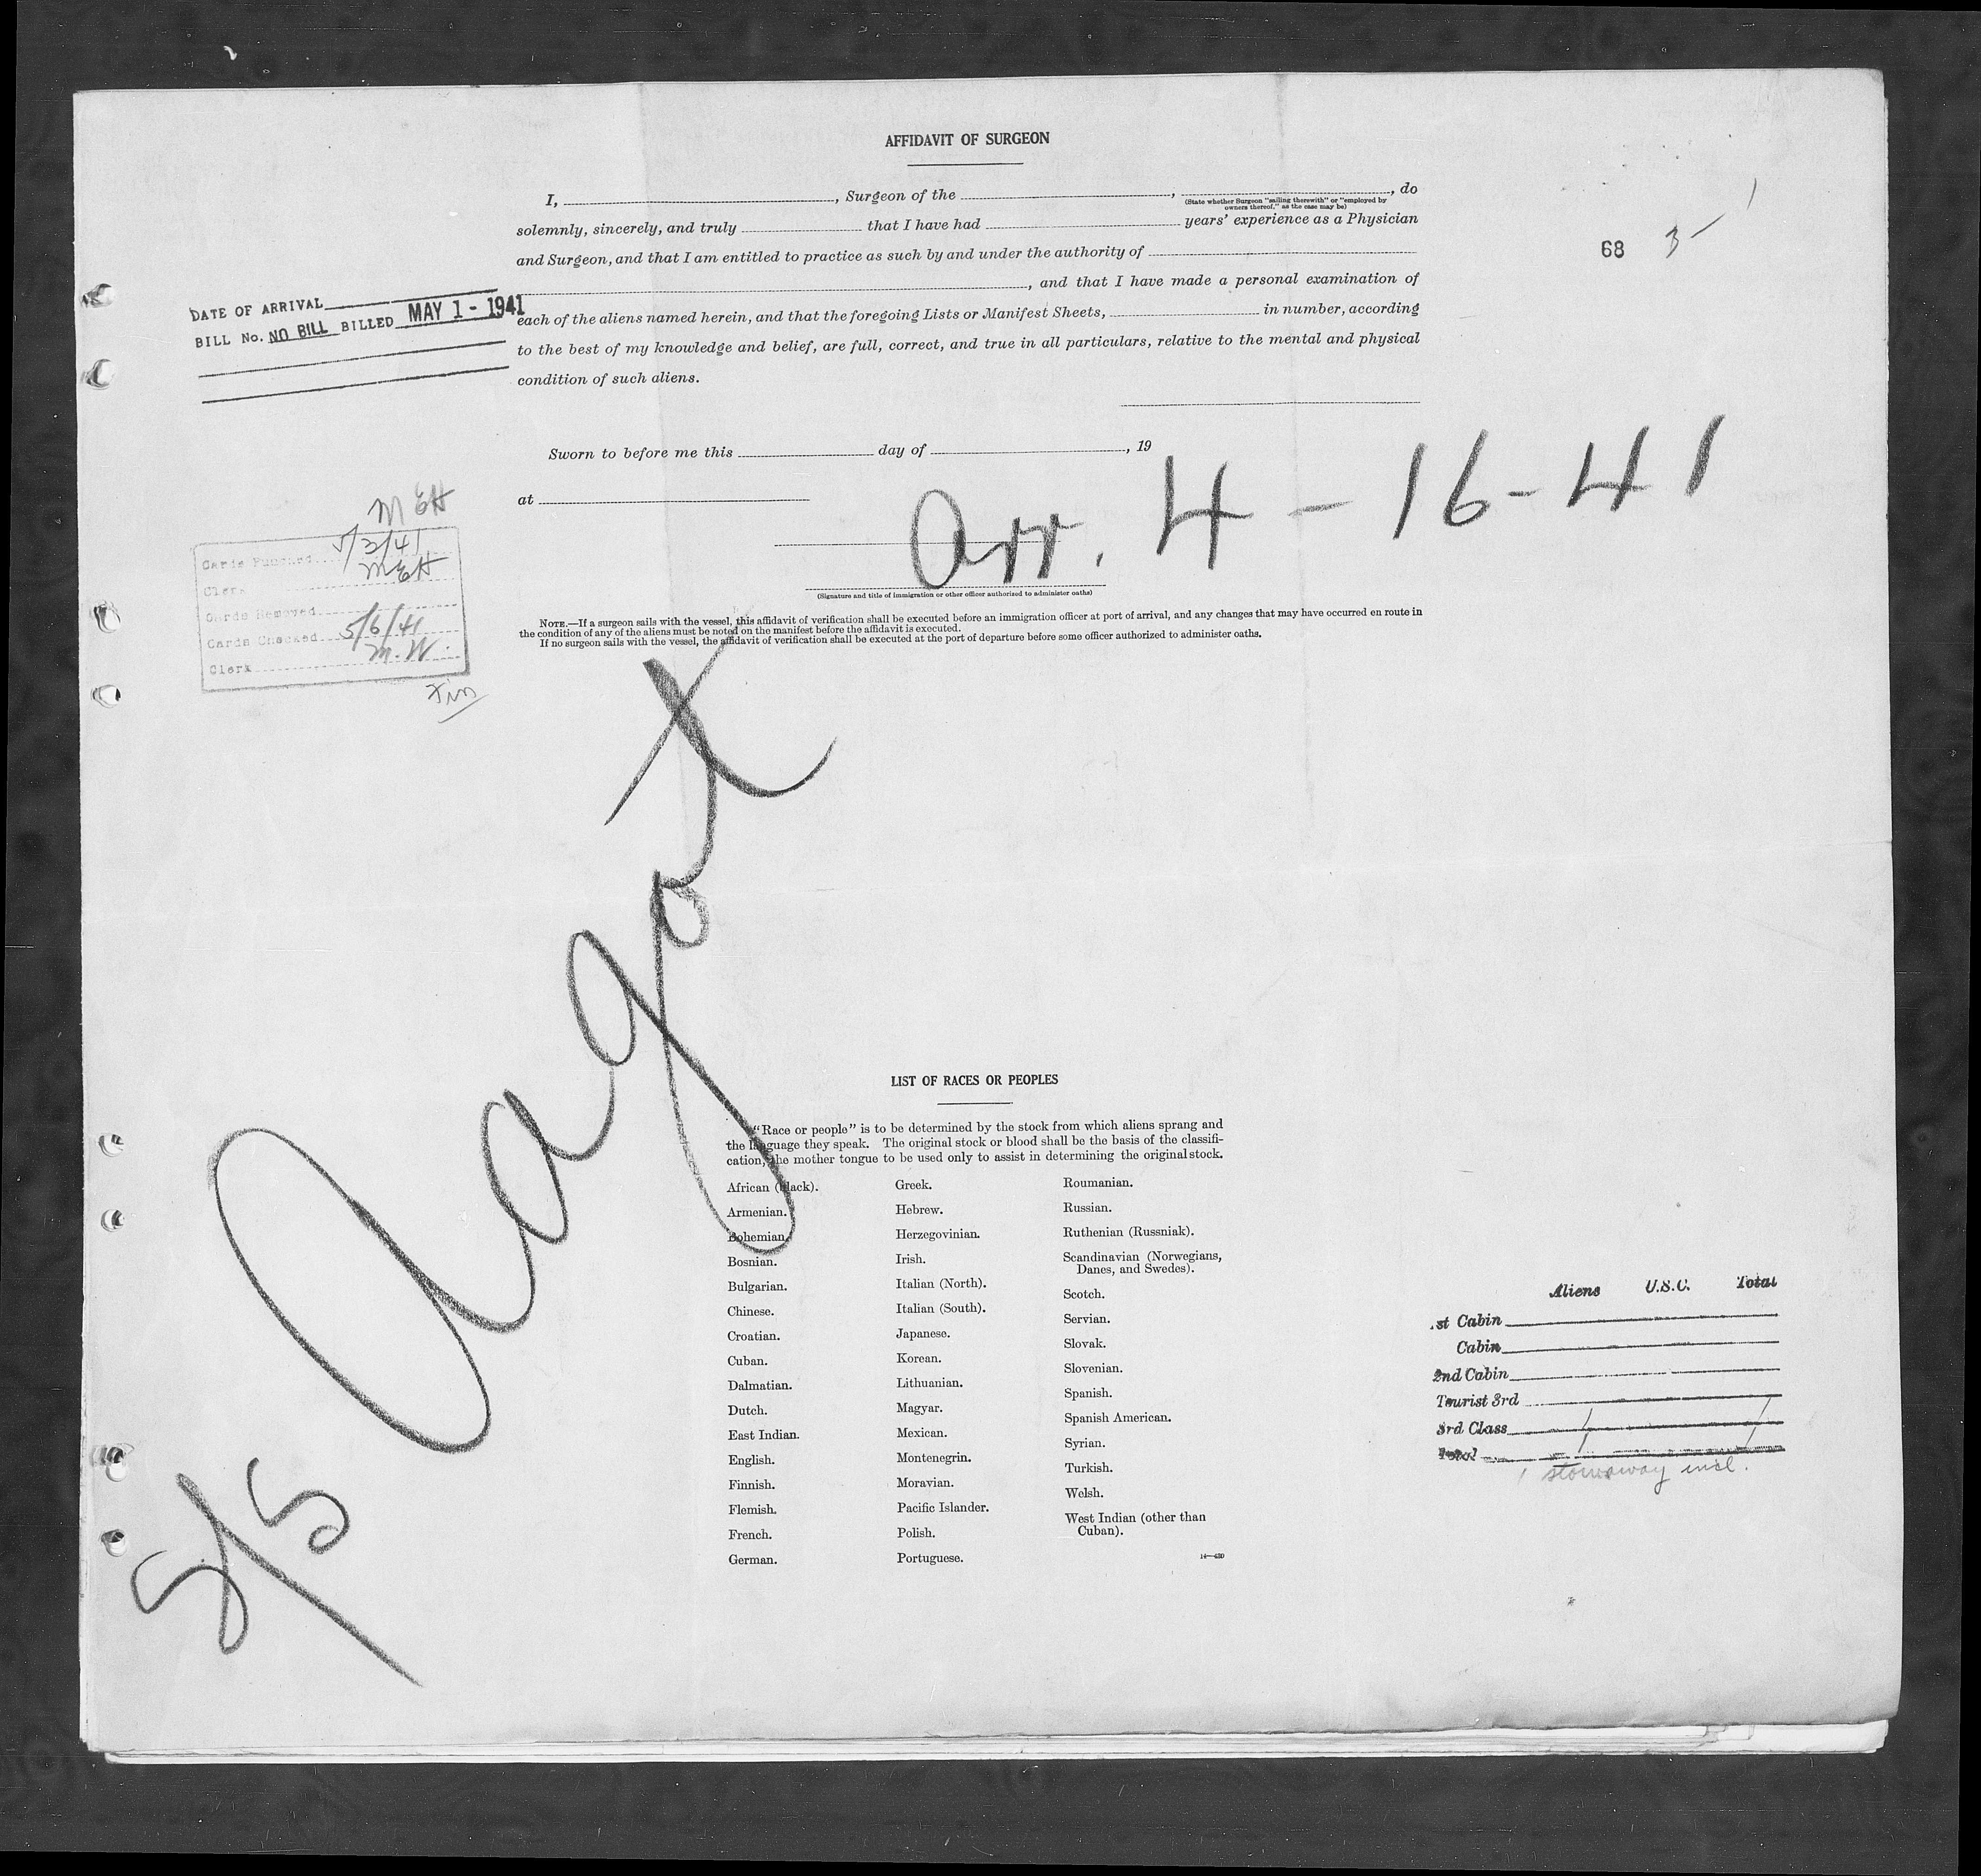 AFFIDAVIT OF SURGEON
I, , Surgeon of the , , do
(State whether Surgeon "sailing therewith" or "employed by
owners thereof," as the case may be)
solemnly, sincerely, and truly that I have had years' experience as a Physician
68 3
and Surgeon, and that I am entitled to practice as such by and under the authority of
, and that I have made a personal examination of
DATE OF ARRIVAL
BILL No. NO BILL BILLED MAY 1 - 1941
each of the aliens named herein, and that the foregoing Lists or Manifest Sheets, in number, according
to the best of my knowledge and belief, are full, correct, and true in all particulars, relative to the mental and physical
condition of such aliens.
Sworn to before me this day of , 19
at
Arr. 4 - 16 - 41
(Signature and title of immigration or other officer authorized to administer oaths)
MEH
Cards Punched 5/3/41
Clerk MEH
Cards Removed
Cards Checked 5/6/41
Clerk M.W.
NOTE.—If a surgeon sails with the vessel, this affidavit of verification shall be executed before an immigration officer at port of arrival, and any changes that may have occurred en route in
the condition of any of the aliens must be noted on the manifest before the affidavit is executed.
If no surgeon sails with the vessel, the affidavit of verification shall be executed at the port of departure before some officer authorized to administer oaths.
S/S Aagot
LIST OF RACES OR PEOPLES
"Race or people" is to be determined by the stock from which aliens sprang and
the language they speak. The original stock or blood shall be the basis of the classifi-
cation, the mother tongue to be used only to assist in determining the original stock.
African (black).
Armenian.
Bohemian.
Bosnian.
Bulgarian.
Chinese.
Croatian.
Cuban.
Dalmatian.
Dutch.
East Indian.
English.
Finnish.
Flemish.
French.
German.
Greek.
Hebrew.
Herzegovinian.
Irish.
Italian (North).
Italian (South).
Japanese.
Korean.
Lithuanian.
Magyar.
Mexican.
Montenegrin.
Moravian.
Pacific Islander.
Polish.
Portuguese.
Roumanian.
Russian.
Ruthenian (Russniak).
Scandinavian (Norwegians,
Danes, and Swedes).
Scotch.
Servian.
Slovak.
Slovenian.
Spanish.
Spanish American.
Syrian.
Turkish.
Welsh.
West Indian (other than
Cuban).
Aliens U.S.C. Total
st Cabin
Cabin
2nd Cabin
Tourist 3rd
3rd Class 1 1
Total 1 1
1 stowaway incl.